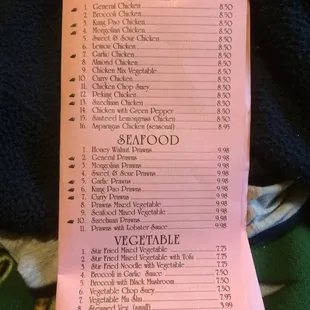 1. General Chicken 8.50
2. Broccoli Chicken 8.50
3. Kung Pao Chicken 8.50
4. Mongolian Chicken 8.50
5. Sweet & Sour Chicken 8.50
6. Lemon Chicken 8.50
7. Garlic Chicken 8.50
8. Almond Chicken 8.50
9. Chicken Mix Vegetable 8.50
10. Curry Chicken 8.50
11. Chicken Chop Suey 8.50
12. Peking Chicken 8.50
13. Szechuan Chicken 8.50
14. Chicken with Green Pepper 8.50
15. Sauteed Lemongrass Chicken 8.50
16. Asparagus Chicken (seasonal) 8.95
SEAFOOD
1. Honey Walnut Prawns 9.98
2. General Prawns 9.98
3. Mongolian Prawns 9.98
4. Sweet & Sour Prawns 9.98
5. Garlic Prawns 9.98
6. Kung Pao Prawns 9.98
7. Curry Prawns 9.98
8. Prawns Mixed Vegetable 9.98
9. Seafood Mixed Vegetable 9.98
10. Szechuan Prawns 9.98
11. Prawns with Lobster Sauce 9.98
VEGETABLE
1. Stir Fried Mixed Vegetable 7.75
2. Stir Fried Mixed Vegetable with Tofu 7.75
3. Stir Fried Noodle with Vegetable 7.75
4. Broccoli in Garlic Sauce 7.50
5. Broccoli with Black Mushroom 7.50
6. Vegetable Chop Suey 7.50
7. Vegetable Mu Shu 7.95
8. Steamed Veg. (small) 3.99